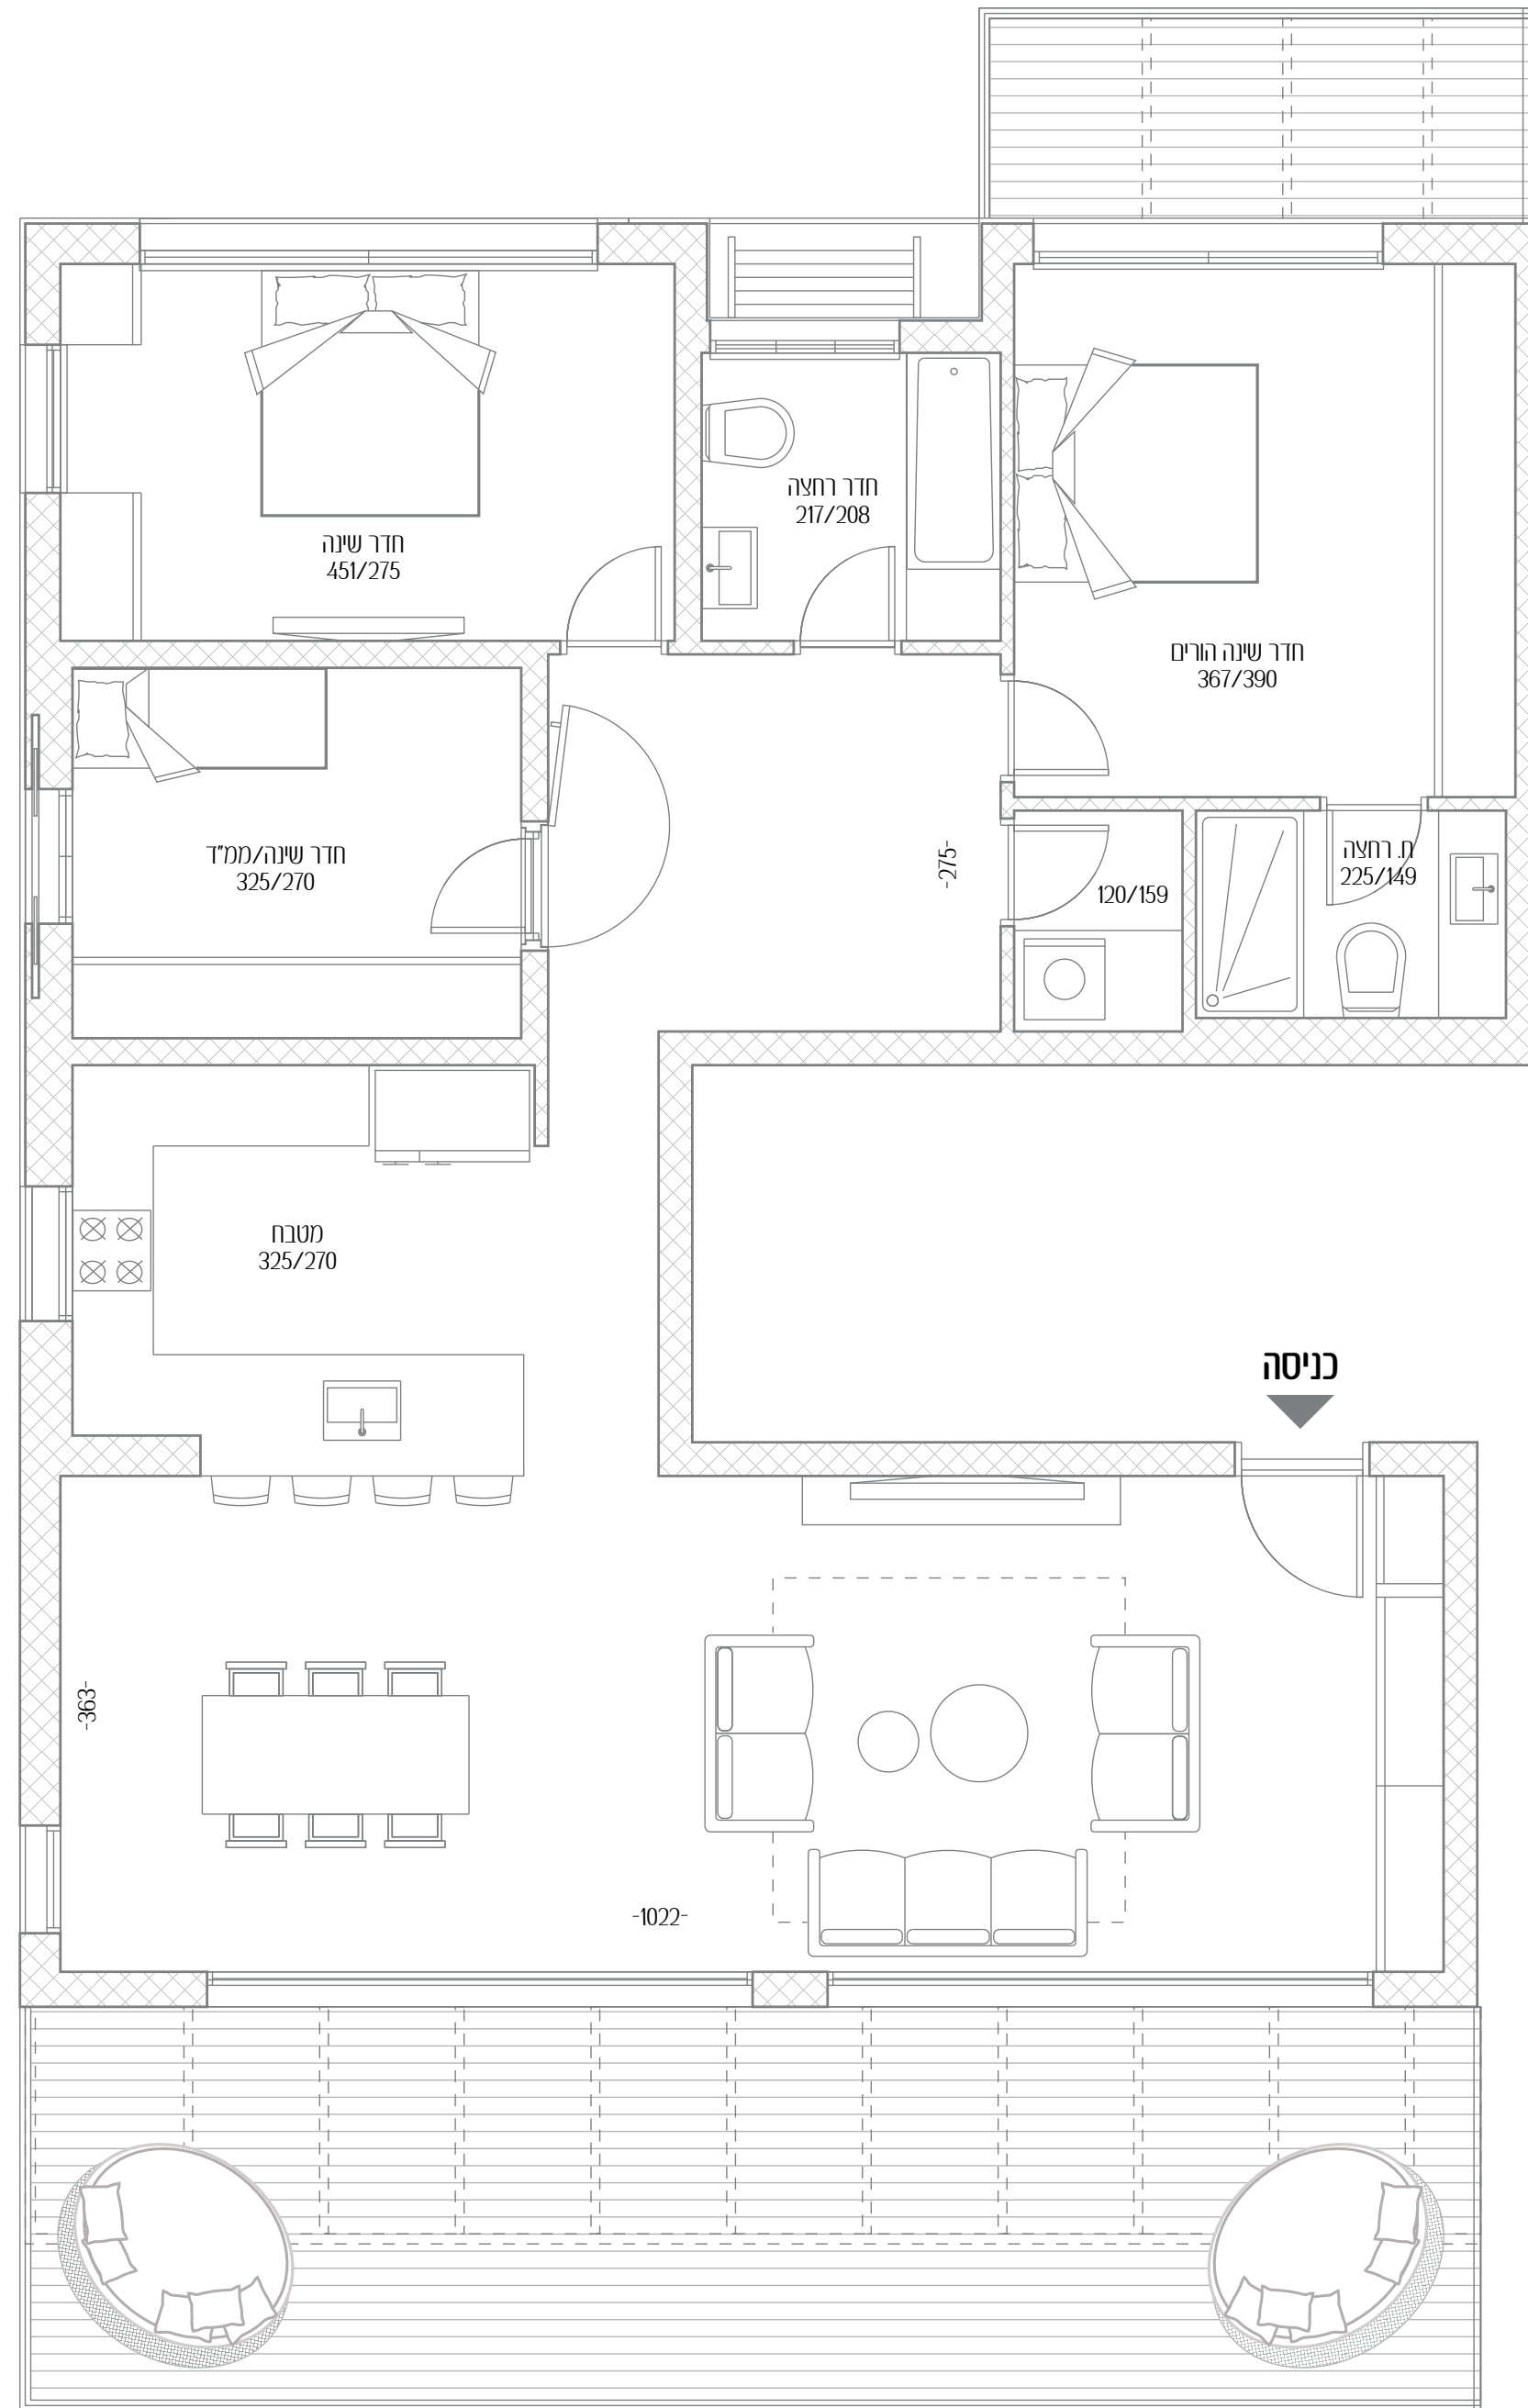 חדר רחצה
217/208
חדר שינה
451/275
חדר שינה הורים
367/390
חדר שינה/ממ"ד
325/270
-275-
120/159
ח. רחצה
225/149
מטבח
325/270
כניסה
-363-
-1022-